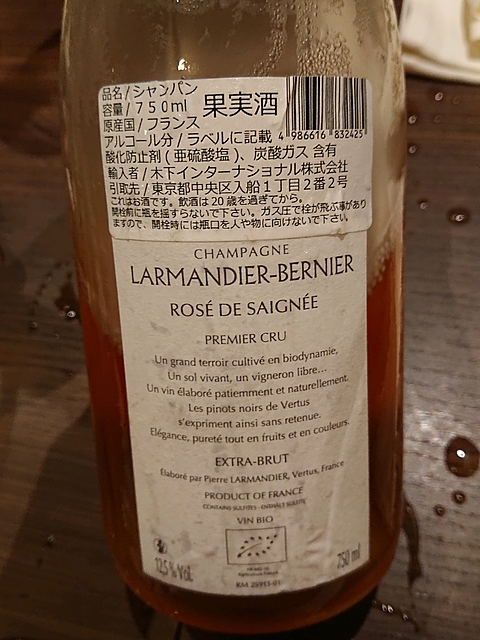 品名/シャンパン
容量/750ml 果実酒
原産国/フランス
アルコール分/ラベルに記載 4 986616 832425
酸化防止剤(亜硫酸塩)、炭酸ガス含有
輸入者/木下インターナショナル株式会社
引取先/東京都中央区入船1丁目2番2号
これはお酒です。飲酒は20歳を過ぎてから。
開栓前に瓶を揺すらないで下さい。ガス圧で栓が飛ぶ事があり
ますので、開栓時には瓶口を人や物に向けないで下さい。
CHAMPAGNE
LARMANDIER-BERNIER
ROSÉ DE SAIGNÉE
PREMIER CRU
Un grand terroir cultivé en biodynamie,
Un sol vivant, un vigneron libre...
Un vin élaboré patiemment et naturellement.
Les pinots noirs de Vertus
s'expriment ainsi sans retenue.
Elégance, pureté tout en fruits et en couleurs.
EXTRA-BRUT
Élaboré par Pierre LARMANDIER, Vertus, France
PRODUCT OF FRANCE
CONTAINS SULFITES - ENTHÄLT SULFITE
VIN BIO
12,5 % Vol.
750 ml